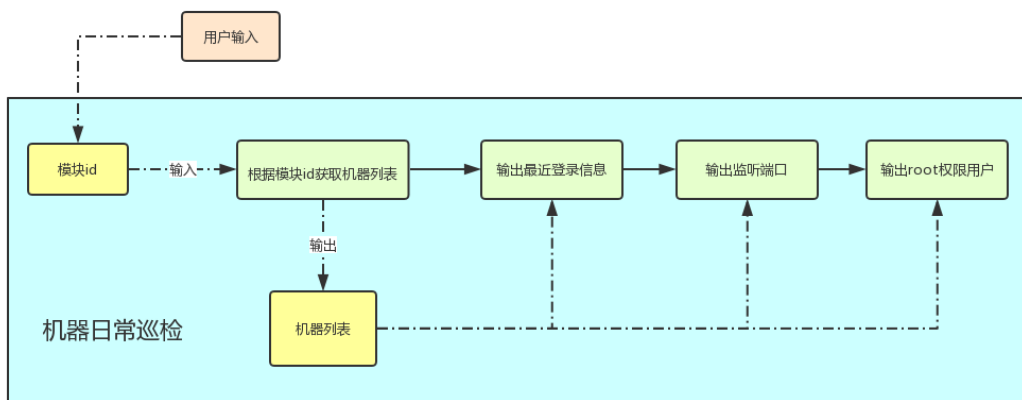 用户输入
模块id
输入
根据模块id获取机器列表
输出最近登录信息
输出监听端口
输出root权限用户
输出
机器列表
机器日常巡检